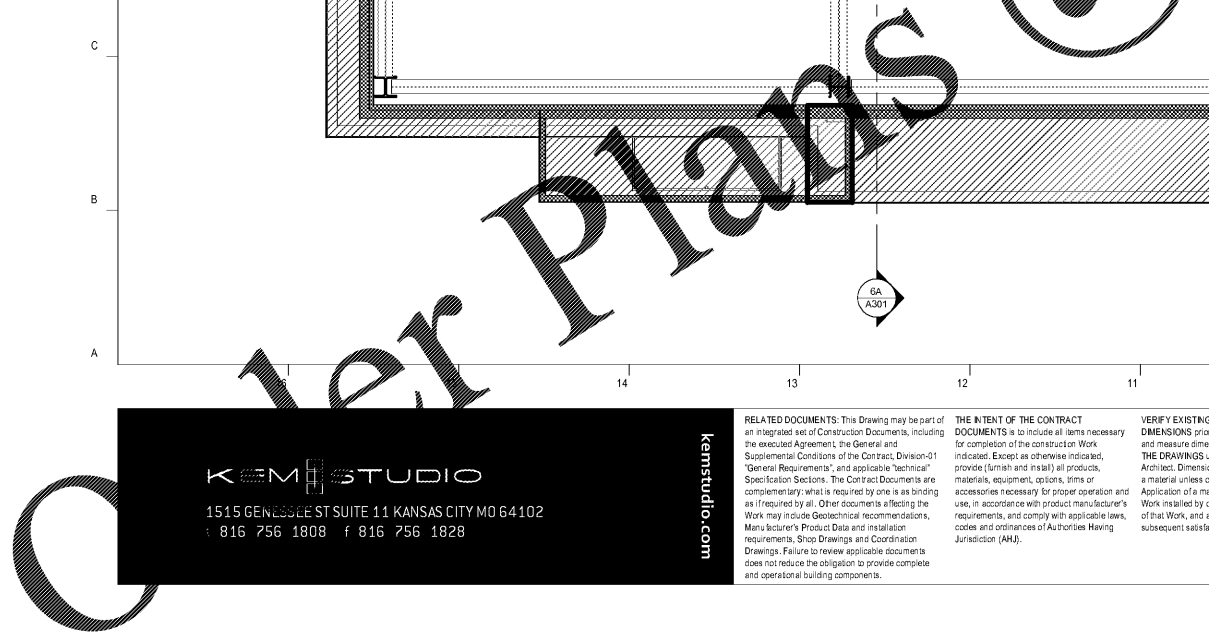 C
B
A
6A
A301
16
15
14
13
12
11
Order Plans
KEM STUDIO
1515 GENESSEE ST SUITE 11 KANSAS CITY MO 64102
t 816 756 1808 f 816 756 1828
kemstudio.com
RELATED DOCUMENTS: This Drawing may be part of
an integrated set of Construction Documents, including
the executed Agreement, the General and
Supplemental Conditions of the Contract, Division-01
"General Requirements", and applicable "technical"
Specification Sections. The Contract Documents are
complementary: what is required by one is as binding
as if required by all. Other documents affecting the
Work may include Geotechnical recommendations,
Manufacturer's Product Data and installation
requirements, Shop Drawings and Coordination
Drawings. Failure to review applicable documents
does not reduce the obligation to provide complete
and operational building components.
THE INTENT OF THE CONTRACT
DOCUMENTS is to include all items necessary
for completion of the construction Work
indicated. Except as otherwise indicated,
provide (furnish and install) all products,
materials, equipment, options, trims or
accessories necessary for proper operation and
use, in accordance with product manufacturer's
requirements, and comply with applicable laws,
codes and ordinances of Authorities Having
Jurisdiction (AHJ).
VERIFY EXISTING
DIMENSIONS prio
and measure dime
THE DRAWINGS u
Architect. Dimensio
a material unless o
Application of a ma
Work installed by o
of that Work, and a
subsequent satisfa